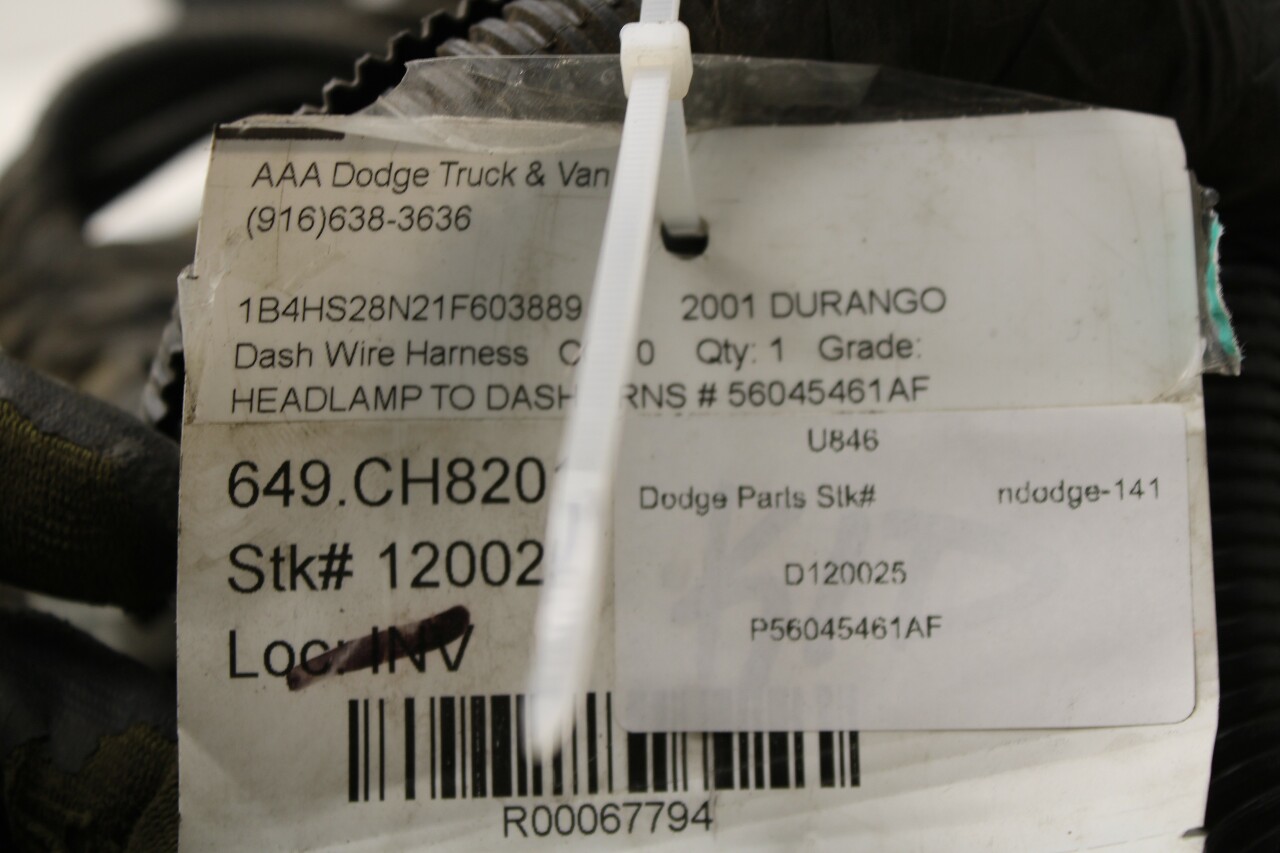 AAA Dodge Truck & Van
(916)638-3636
1B4HS28N21F603889 2001 DURANGO
Dash Wire Harness Qty: 1 Grade:
HEADLAMP TO DASH # 56045461AF
649.CH820
Stk# 12002
Loc: INV
U846
Dodge Parts Stk# ndodge-141
D120025
P56045461AF
R00067794